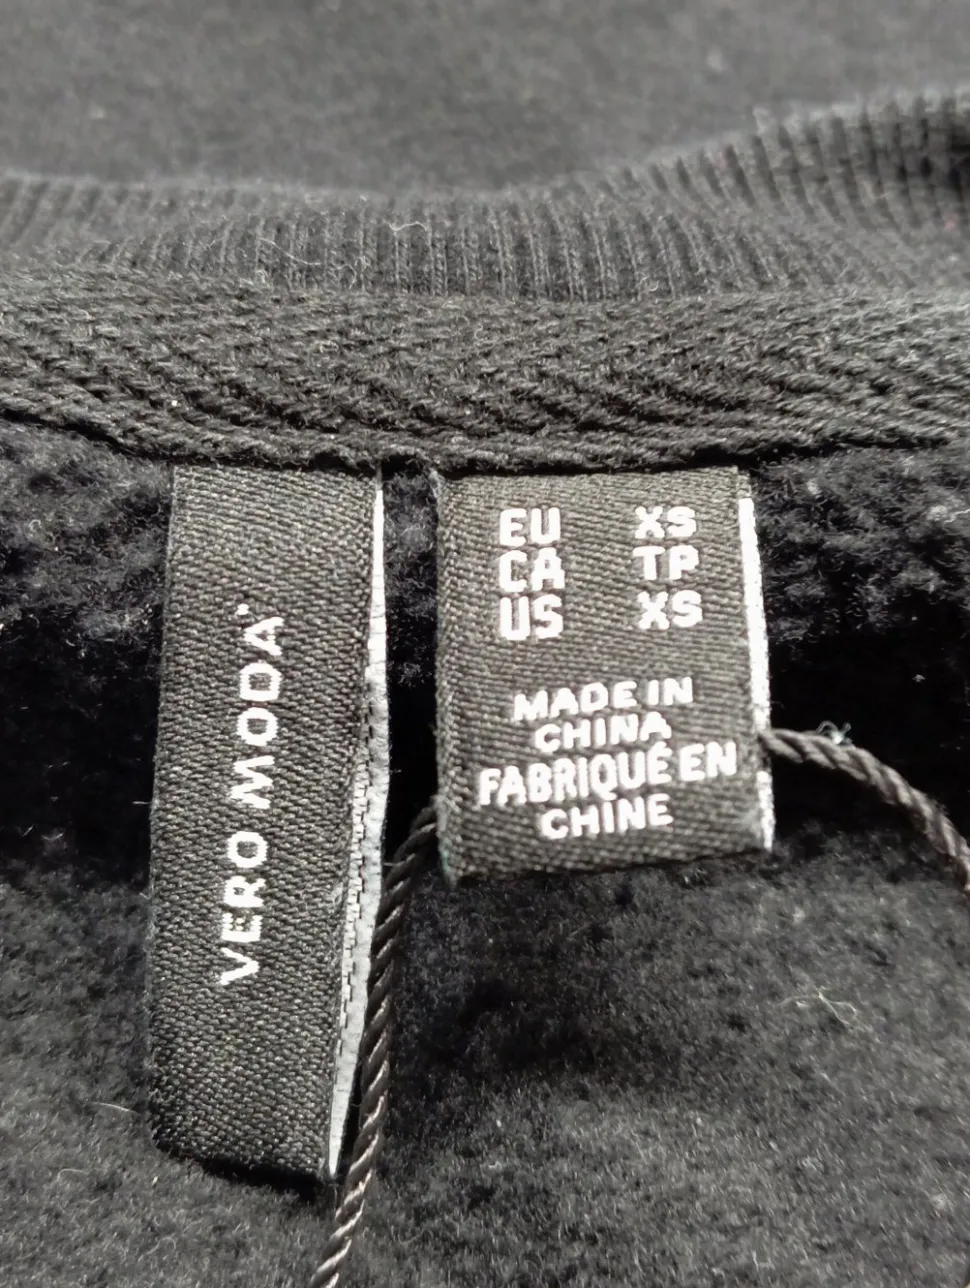 VERO MODA
EU XS
CA TP
US XS
MADE IN
CHINA
FABRIQUÉ EN
CHINE